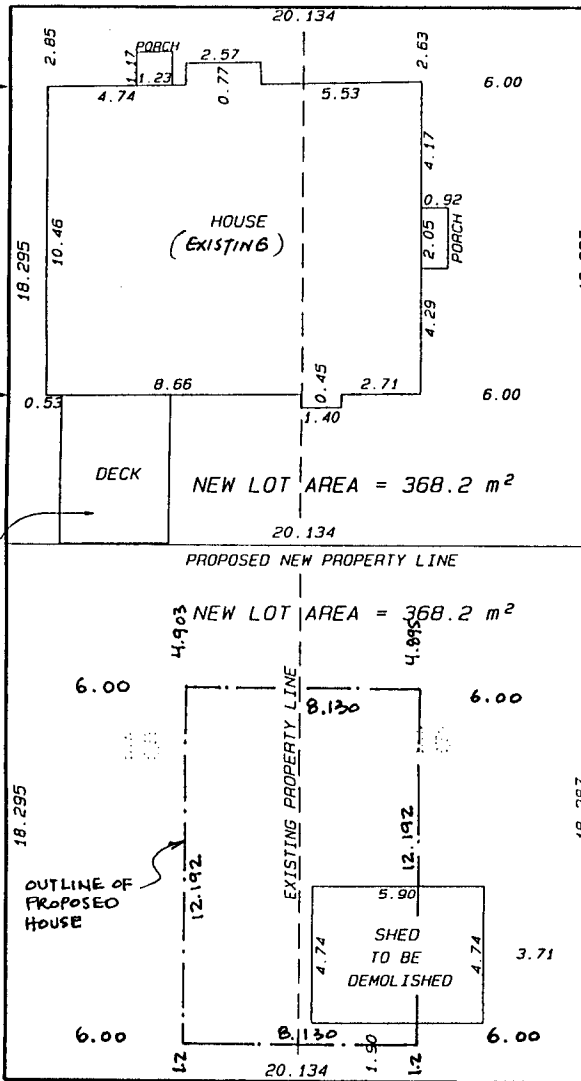 20.134
2.85
PORCH
1.17
1.23
2.57
0.77
2.63
4.74
5.53
6.00
4.17
0.92
2.05
PORCH
4.29
HOUSE
(EXISTING)
10.46
18.295
8.66
0.45
2.71
6.00
0.53
1.40
DECK
NEW LOT AREA = 368.2 m²
20.134
PROPOSED NEW PROPERTY LINE
NEW LOT AREA = 368.2 m²
4.903
4.895
6.00
8.130
6.00
EXISTING PROPERTY LINE
18.295
12.192
12.192
OUTLINE OF
PROPOSED
HOUSE
5.90
4.74
SHED
TO BE
DEMOLISHED
4.74
3.71
6.00
8.130
1.90
6.00
1.2
20.134
1.2